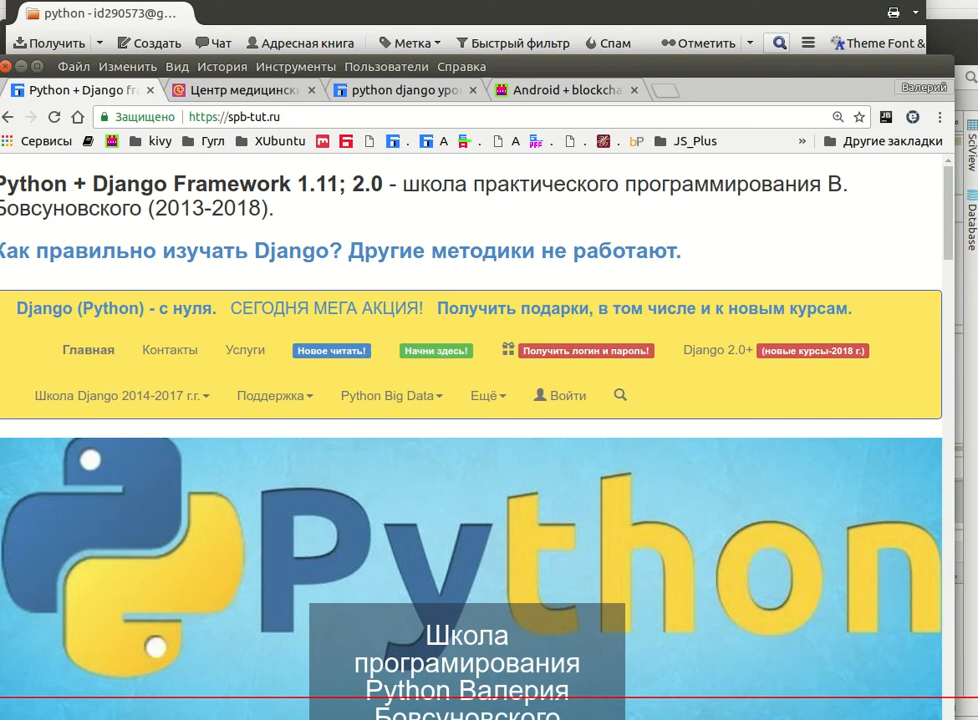 python - id290573@g...
Получить Создать Чат Адресная книга Метка Быстрый фильтр Спам Отметить Theme Font &
Файл Изменить Вид История Инструменты Пользователи Справка
Python + Django fr Центр медицинск python django уро Android + blockcha Валерий
Защищено https://spb-tut.ru
Сервисы kivy Гугл XUbuntu . А . . А . . . bP JS_Plus » Другие закладки
SciView
Database
Python + Django Framework 1.11; 2.0 - школа практического программирования В.
Бовсуновского (2013-2018).
Как правильно изучать Django? Другие методики не работают.
Django (Python) - с нуля. СЕГОДНЯ МЕГА АКЦИЯ! Получить подарки, в том числе и к новым курсам.
Главная Контакты Услуги Новое читать! Начни здесь! Получить логин и пароль! Django 2.0+ (новые курсы-2018 г.)
Школа Django 2014-2017 г.г. Поддержка Python Big Data Ещё Войти
Python
Школа
програмирования
Python Валерия
Бовсуновского